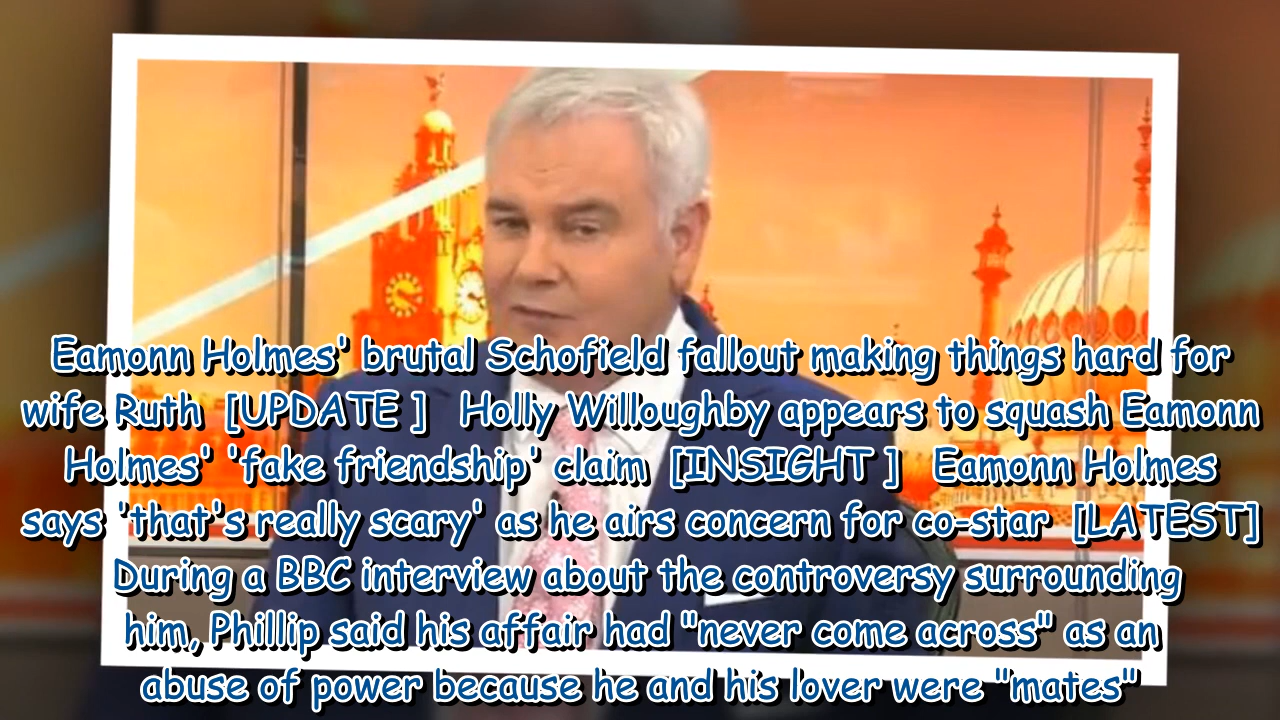 Eamonn Holmes' brutal Schofield fallout making things hard for
wife Ruth [UPDATE ] Holly Willoughby appears to squash Eamonn
Holmes' 'fake friendship' claim [INSIGHT ] Eamonn Holmes
says 'that's really scary' as he airs concern for co-star [LATEST]
During a BBC interview about the controversy surrounding
him, Phillip said his affair had "never come across" as an
abuse of power because he and his lover were "mates"